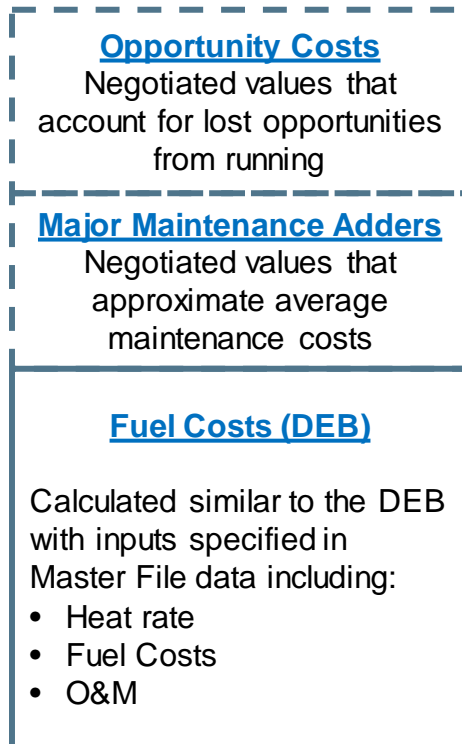 Opportunity Costs
Negotiated values that
account for lost opportunities
from running
Major Maintenance Adders
Negotiated values that
approximate average
maintenance costs
Fuel Costs (DEB)
Calculated similar to the DEB
with inputs specified in
Master File data including:
• Heat rate
• Fuel Costs
• O&M